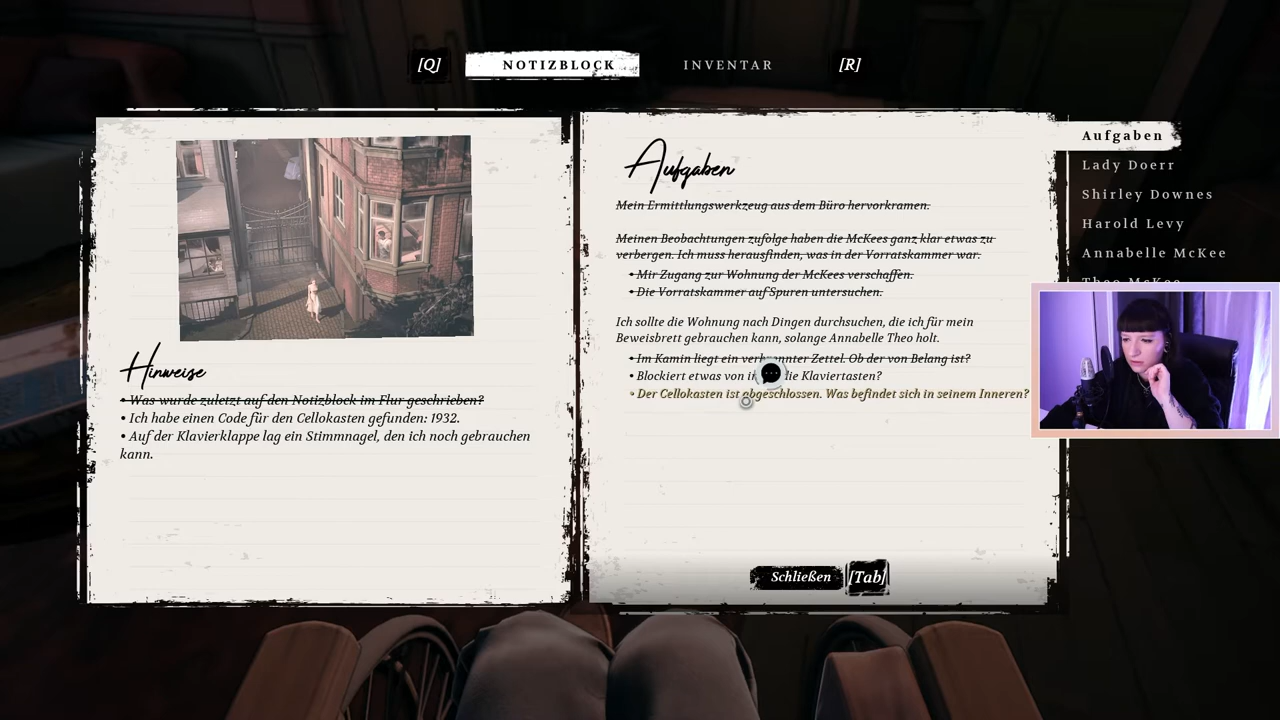 [Q] NOTIZBLOCK INVENTAR [R]
Hinweise
• Was wurde zuletzt auf den Notizblock im Flur geschrieben?
• Ich habe einen Code für den Cellokasten gefunden: 1932.
• Auf der Klavierklappe lag ein Stimmnagel, den ich noch gebrauchen
kann.
Aufgaben
Mein Ermittlungswerkzeug aus dem Büro hervorkramen.
Meinen Beobachtungen zufolge haben die McKees ganz klar etwas zu
verbergen. Ich muss herausfinden, was in der Vorratskammer war.
• Mir Zugang zur Wohnung der McKees verschaffen.
• Die Vorratskammer auf Spuren untersuchen.
Ich sollte die Wohnung nach Dingen durchsuchen, die ich für mein
Beweisbrett gebrauchen kann, solange Annabelle Theo holt.
• Im Kamin liegt ein verbrannter Zettel. Ob der von Belang ist?
• Blockiert etwas von die Klaviertasten?
• Der Cellokasten ist abgeschlossen. Was befindet sich in seinem Inneren?
Schließen [Tab]
Aufgaben
Lady Doerr
Shirley Downes
Harold Levy
Annabelle McKee
Theo McKee